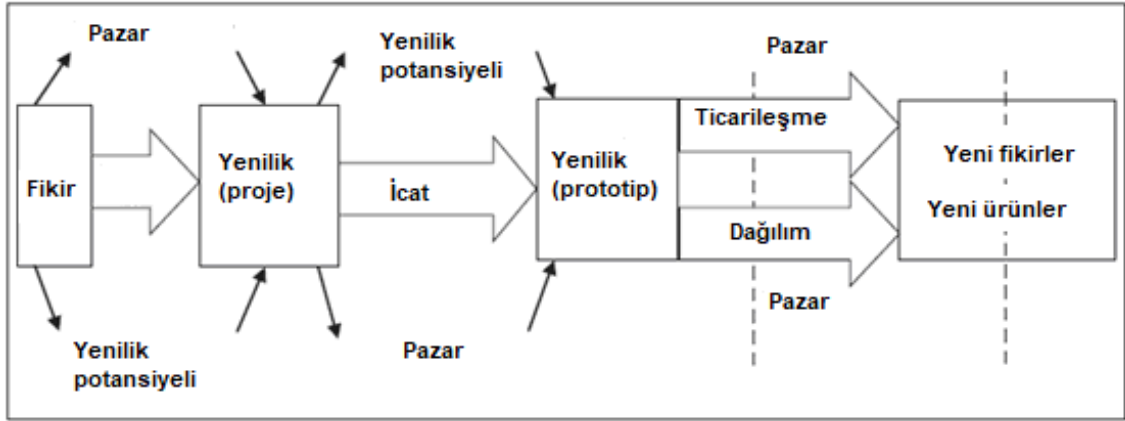 Pazar
Yenilik
potansiyeli
Pazar
Fikir
Yenilik
(proje)
İcat
Yenilik
(prototip)
Ticarileşme
Dağılım
Yeni fikirler
Yeni ürünler
Yenilik
potansiyeli
Pazar
Pazar